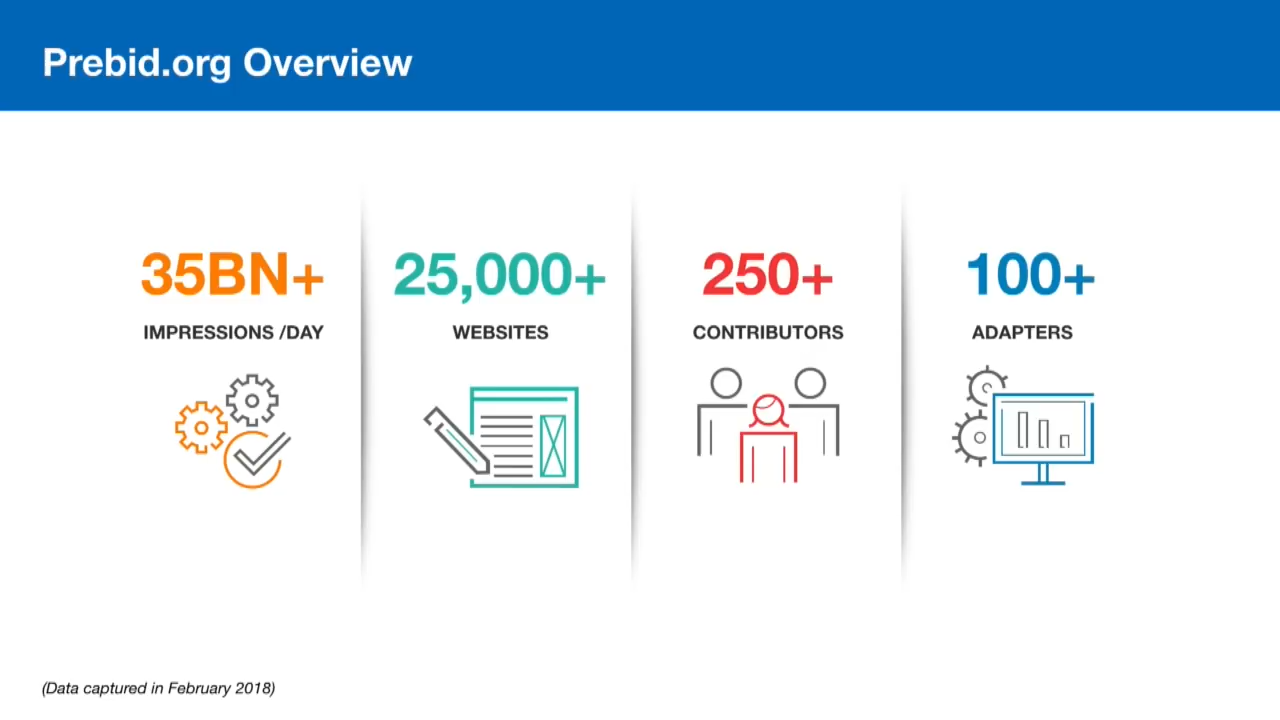 Prebid.org Overview
35BN+
IMPRESSIONS /DAY
25,000+
WEBSITES
250+
CONTRIBUTORS
100+
ADAPTERS
(Data captured in February 2018)